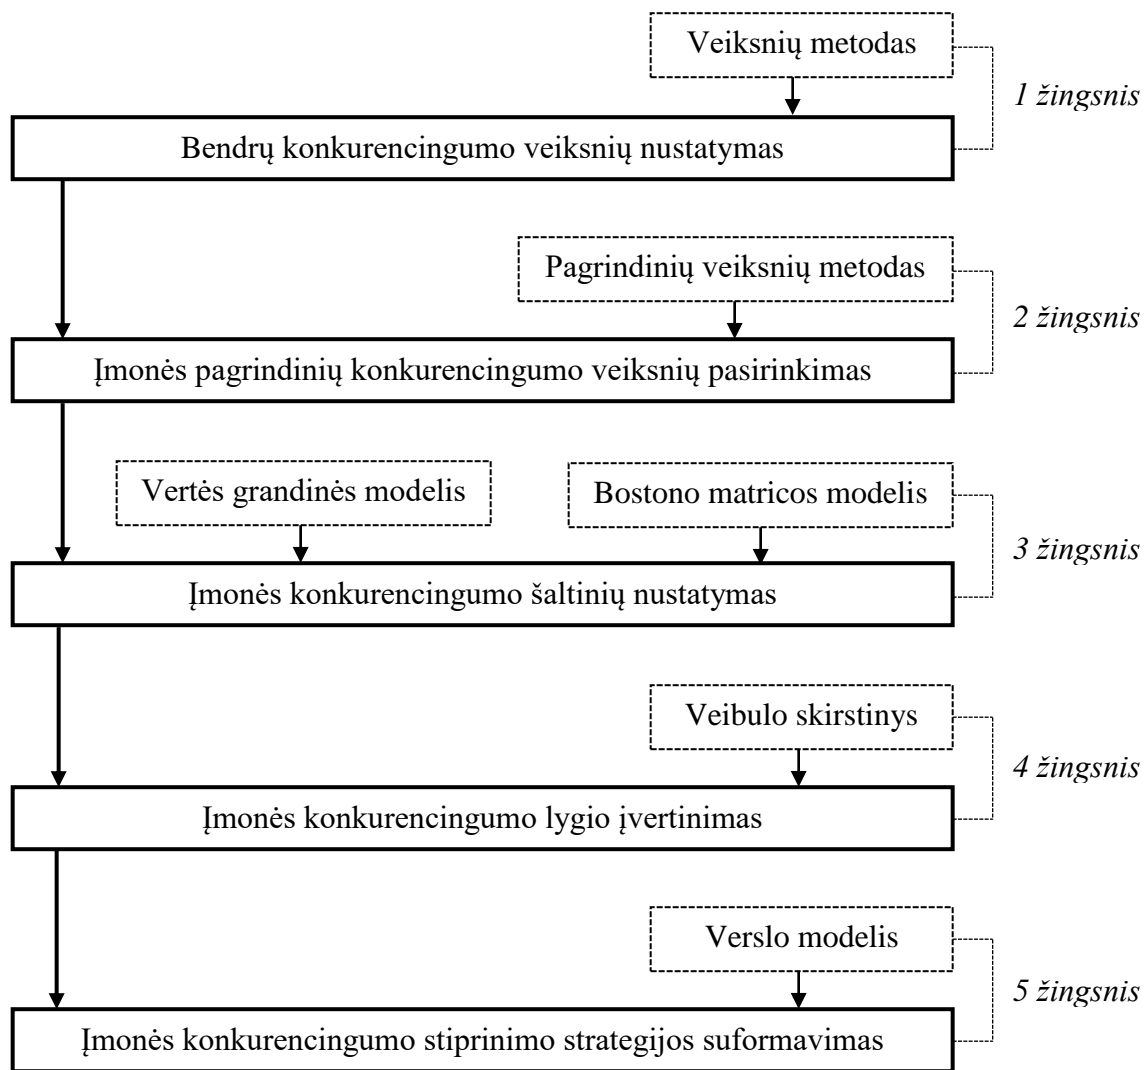 Veiksnių metodas
1 žingsnis
Bendrų konkurencingumo veiksnių nustatymas
Pagrindinių veiksnių metodas
2 žingsnis
Įmonės pagrindinių konkurencingumo veiksnių pasirinkimas
Vertės grandinės modelis
Bostono matricos modelis
3 žingsnis
Įmonės konkurencingumo šaltinių nustatymas
Veibulo skirstinys
4 žingsnis
Įmonės konkurencingumo lygio įvertinimas
Verslo modelis
5 žingsnis
Įmonės konkurencingumo stiprinimo strategijos suformavimas